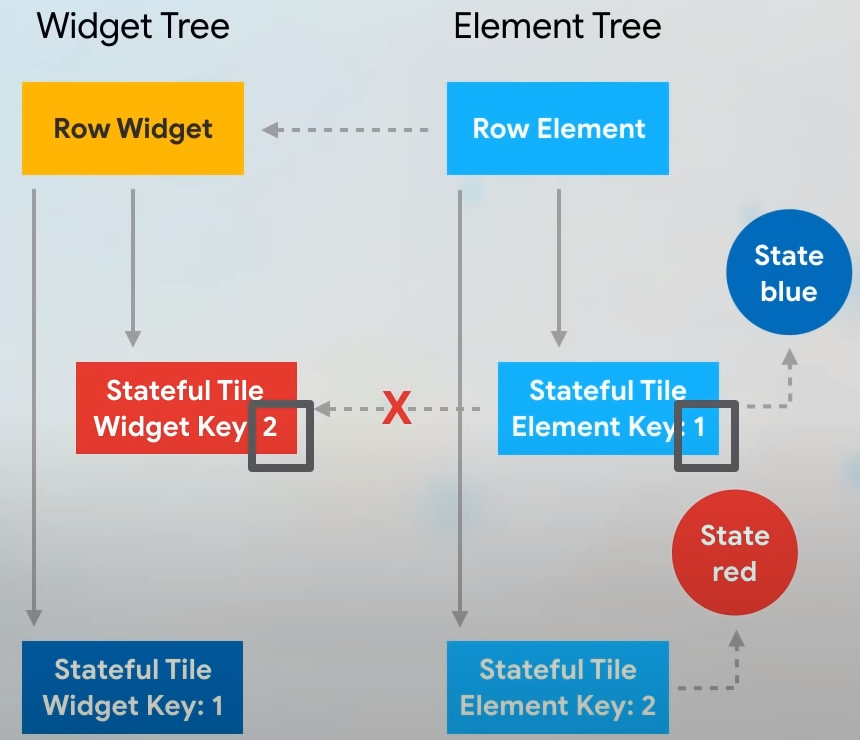 Widget Tree
Element Tree
Row Widget
Row Element
State
blue
Stateful Tile
Widget Key 2
X
Stateful Tile
Element Key: 1
State
red
Stateful Tile
Widget Key: 1
Stateful Tile
Element Key: 2